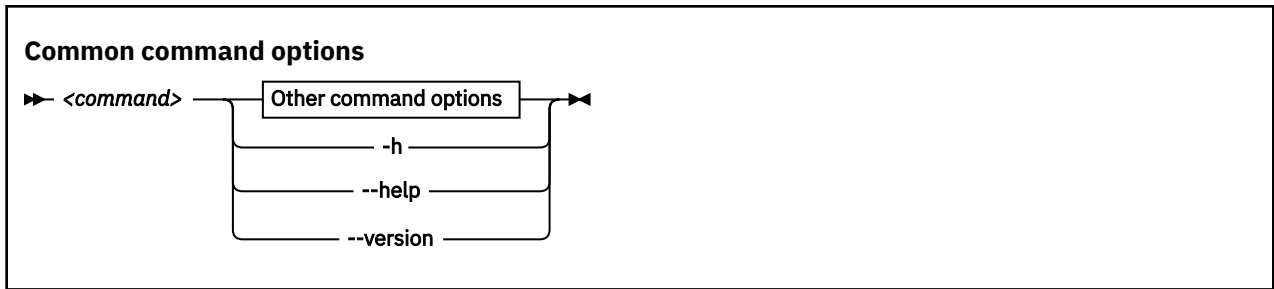 Common command options
<command> Other command options
-h
--help
--version